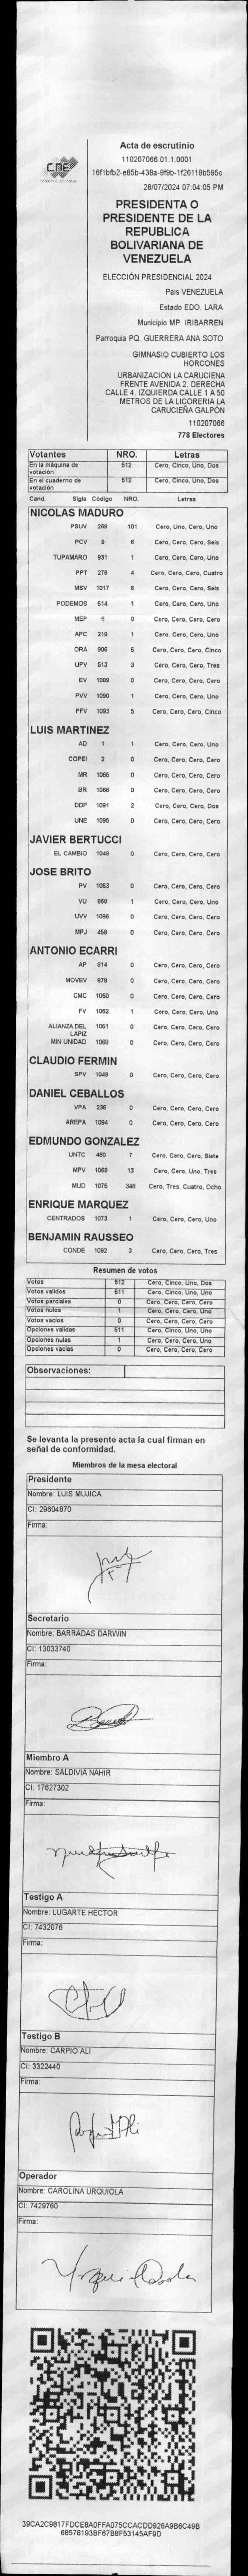 CNE
Acta de escrutinio
110207066.01.1.0001
16f1bfb2-e85b-438a-9f9b-1f26119b595c
28/07/2024 07:04:05 PM
PRESIDENTA O
PRESIDENTE DE LA
REPUBLICA
BOLIVARIANA DE
VENEZUELA
ELECCIÓN PRESIDENCIAL 2024
Pais VENEZUELA
Estado EDO. LARA
Municipio MP. IRIBARREN
Parroquia PQ. GUERRERA ANA SOTO
GIMNASIO CUBIERTO LOS
HORCONES
URBANIZACION LA CARUCIENA
FRENTE AVENIDA 2. DERECHA
CALLE 4. IZQUIERDA CALLE 1 A 50
METROS DE LA LICORERIA LA
CARUCIEÑA GALPÓN
110207066
778 Electores
Votantes NRO. Letras
En la máquina de votación 512 Cero, Cinco, Uno, Dos
En el cuaderno de votación 512 Cero, Cinco, Uno, Dos
Cand. Sigla Código NRO. Letras
NICOLAS MADURO
PSUV 269 101 Cero, Uno, Cero, Uno
PCV 9 6 Cero, Cero, Cero, Seis
TUPAMARO 931 1 Cero, Cero, Cero, Uno
PPT 276 4 Cero, Cero, Cero, Cuatro
MSV 1017 6 Cero, Cero, Cero, Seis
PODEMOS 514 1 Cero, Cero, Cero, Uno
MEP 0 Cero, Cero, Cero, Cero
APC 219 1 Cero, Cero, Cero, Uno
ORA 906 5 Cero, Cero, Cero, Cinco
UPV 513 3 Cero, Cero, Cero, Tres
EV 1089 0 Cero, Cero, Cero, Cero
PVV 1090 1 Cero, Cero, Cero, Uno
PFV 1093 5 Cero, Cero, Cero, Cinco
LUIS MARTINEZ
AD 1 1 Cero, Cero, Cero, Uno
COPEI 2 0 Cero, Cero, Cero, Cero
MR 1065 0 Cero, Cero, Cero, Cero
BR 1066 0 Cero, Cero, Cero, Cero
DDP 1091 2 Cero, Cero, Cero, Dos
UNE 1095 0 Cero, Cero, Cero, Cero
JAVIER BERTUCCI
EL CAMBIO 1048 0 Cero, Cero, Cero, Cero
JOSE BRITO
PV 1053 0 Cero, Cero, Cero, Cero
VU 869 1 Cero, Cero, Cero, Uno
UVV 1096 0 Cero, Cero, Cero, Cero
MPJ 458 0 Cero, Cero, Cero, Cero
ANTONIO ECARRI
AP 814 0 Cero, Cero, Cero, Cero
MOVEV 978 0 Cero, Cero, Cero, Cero
CMC 1050 0 Cero, Cero, Cero, Cero
FV 1062 1 Cero, Cero, Cero, Uno
ALIANZA DEL LAPIZ 1051 0 Cero, Cero, Cero, Cero
MIN UNIDAD 1069 0 Cero, Cero, Cero, Cero
CLAUDIO FERMIN
SPV 1049 0 Cero, Cero, Cero, Cero
DANIEL CEBALLOS
VPA 236 0 Cero, Cero, Cero, Cero
AREPA 1094 0 Cero, Cero, Cero, Cero
EDMUNDO GONZALEZ
UNTC 460 7 Cero, Cero, Cero, Siete
MPV 1069 13 Cero, Cero, Uno, Tres
MUD 1075 348 Cero, Tres, Cuatro, Ocho
ENRIQUE MARQUEZ
CENTRADOS 1073 1 Cero, Cero, Cero, Uno
BENJAMIN RAUSSEO
CONDE 1092 3 Cero, Cero, Cero, Tres
Resumen de votos
Votos 512 Cero, Cinco, Uno, Dos
Votos validos 511 Cero, Cinco, Uno, Uno
Votos parciales 0 Cero, Cero, Cero, Cero
Votos nulos 1 Cero, Cero, Cero, Uno
Votos vacios 0 Cero, Cero, Cero, Cero
Opciones validas 511 Cero, Cinco, Uno, Uno
Opciones nulas 1 Cero, Cero, Cero, Uno
Opciones vacias 0 Cero, Cero, Cero, Cero
Observaciones:
Se levanta la presente acta la cual firman en
señal de conformidad.
Miembros de la mesa electoral
Presidente
Nombre: LUIS MUJICA
CI: 29604870
Firma:
Secretario
Nombre: BARRADAS DARWIN
CI: 13033740
Firma:
Miembro A
Nombre: SALDIVIA NAHIR
CI: 17627302
Firma:
Testigo A
Nombre: LUGARTE HECTOR
CI: 7432076
Firma:
Testigo B
Nombre: CARPIO ALI
CI: 3322440
Firma:
Operador
Nombre: CAROLINA URQUIOLA
CI: 7429760
Firma:
39CA2C9817FDCE8A0FFA075CCACDD926A9B6C49B
68578193BF67B8F53145AF9D